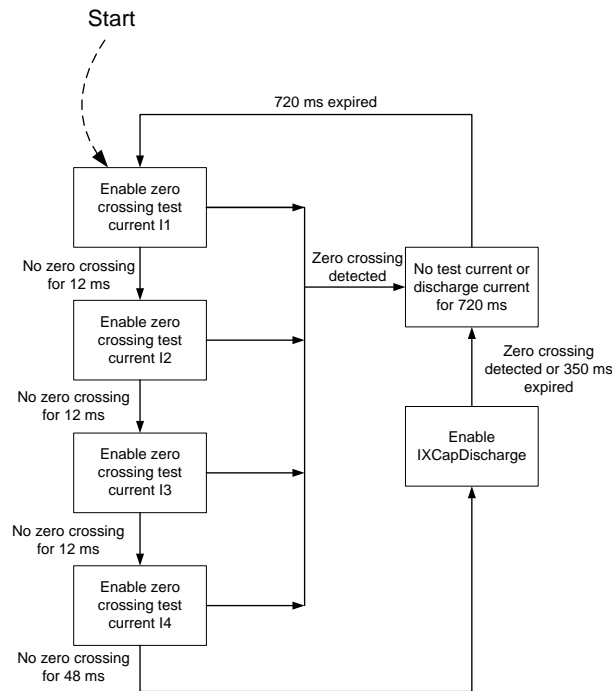 Start
720 ms expired
Enable zero
crossing test
current I1
No zero crossing
for 12 ms
Zero crossing
detected
No test current or
discharge current
for 720 ms
Enable zero
crossing test
current I2
No zero crossing
for 12 ms
Zero crossing
detected or 350 ms
expired
Enable zero
crossing test
current I3
Enable
IXCapDischarge
No zero crossing
for 12 ms
Enable zero
crossing test
current I4
No zero crossing
for 48 ms